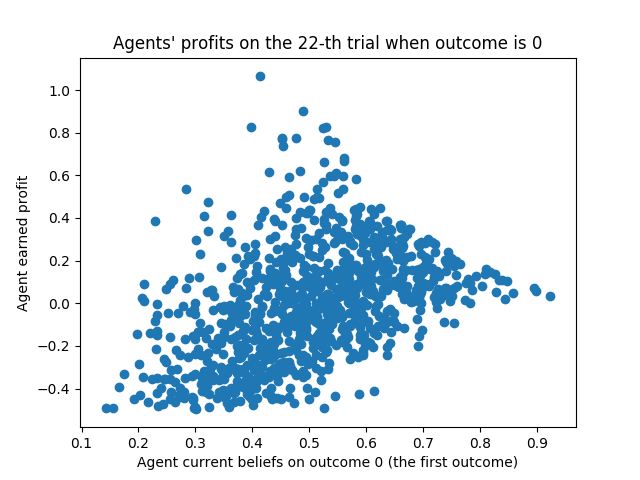 Agents' profits on the 22-th trial when outcome is 0
Agent earned profit
1.0
0.8
0.6
0.4
0.2
0.0
−0.2
−0.4
0.1 0.2 0.3 0.4 0.5 0.6 0.7 0.8 0.9
Agent current beliefs on outcome 0 (the first outcome)